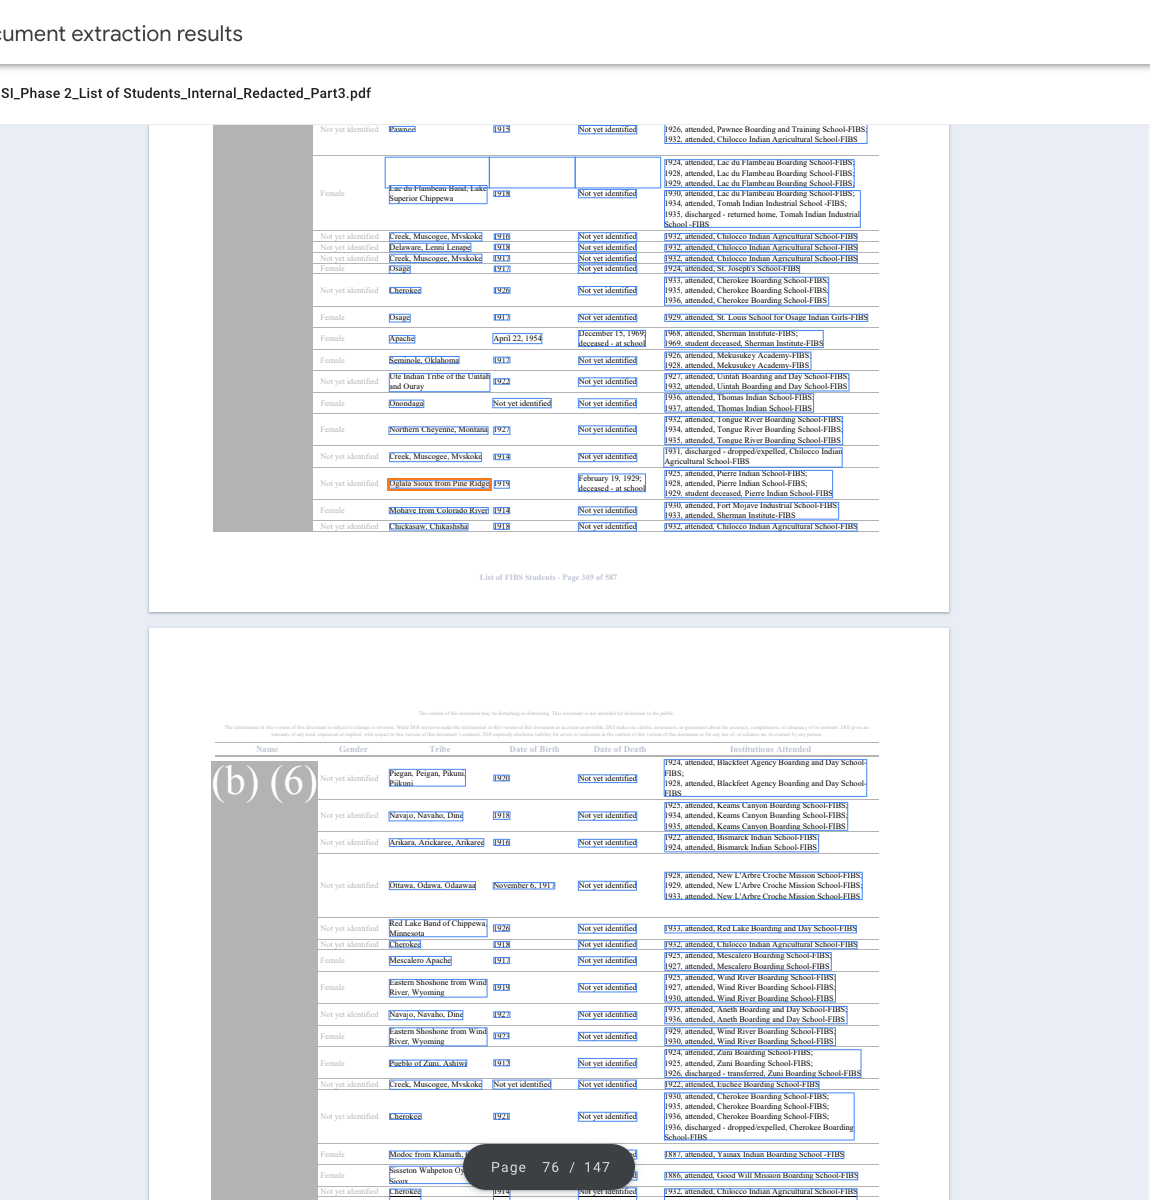 cument extraction results
SI_Phase 2_List of Students_Internal_Redacted_Part3.pdf
Not yet identified Pawnee 1915 Not yet identified 1926, attended, Pawnee Boarding and Training School-FIBS;
1932, attended, Chilocco Indian Agricultural School-FIBS
1924, attended, Lac du Flambeau Boarding School-FIBS;
1928, attended, Lac du Flambeau Boarding School-FIBS;
1929, attended, Lac du Flambeau Boarding School-FIBS;
Female Lac du Flambeau Band, Lake 1918 Not yet identified 1930, attended, Lac du Flambeau Boarding School-FIBS;
Superior Chippewa 1934, attended, Tomah Indian Industrial School -FIBS;
1935, discharged - returned home, Tomah Indian Industrial
School -FIBS
Not yet identified Creek, Muscogee, Mvskoke 1916 Not yet identified 1932, attended, Chilocco Indian Agricultural School-FIBS
Not yet identified Delaware, Lenni Lenape 1918 Not yet identified 1932, attended, Chilocco Indian Agricultural School-FIBS
Not yet identified Creek, Muscogee, Mvskoke 1917 Not yet identified 1932, attended, Chilocco Indian Agricultural School-FIBS
Female Osage 1917 Not yet identified 1924, attended, St. Joseph's School-FIBS
1933, attended, Cherokee Boarding School-FIBS;
Not yet identified Cherokee 1926 Not yet identified 1935, attended, Cherokee Boarding School-FIBS;
1936, attended, Cherokee Boarding School-FIBS
Female Osage 1917 Not yet identified 1929, attended, St. Louis School for Osage Indian Girls-FIBS
Female Apache April 22, 1954 December 15, 1969; 1968, attended, Sherman Institute-FIBS;
deceased - at school 1969, student deceased, Sherman Institute-FIBS
Female Seminole, Oklahoma 1917 Not yet identified 1926, attended, Mekusukey Academy-FIBS;
1928, attended, Mekusukey Academy-FIBS
Not yet identified Ute Indian Tribe of the Uintah 1922 Not yet identified 1927, attended, Uintah Boarding and Day School-FIBS;
and Ouray 1932, attended, Uintah Boarding and Day School-FIBS
Female Onondaga Not yet identified Not yet identified 1936, attended, Thomas Indian School-FIBS;
1937, attended, Thomas Indian School-FIBS
1932, attended, Tongue River Boarding School-FIBS;
Female Northern Cheyenne, Montana 1927 Not yet identified 1934, attended, Tongue River Boarding School-FIBS;
1935, attended, Tongue River Boarding School-FIBS
Not yet identified Creek, Muscogee, Mvskoke 1914 Not yet identified 1931, discharged - dropped/expelled, Chilocco Indian
Agricultural School-FIBS
1925, attended, Pierre Indian School-FIBS;
Not yet identified Oglala Sioux from Pine Ridge 1919 February 19, 1929; 1928, attended, Pierre Indian School-FIBS;
deceased - at school 1929, student deceased, Pierre Indian School-FIBS
Female Mohave from Colorado River 1914 Not yet identified 1930, attended, Fort Mojave Industrial School-FIBS;
1933, attended, Sherman Institute-FIBS
Not yet identified Chickasaw, Chikashsha 1918 Not yet identified 1932, attended, Chilocco Indian Agricultural School-FIBS
List of FIBS Students - Page 369 of 587
The content of this document may be disturbing or distressing. This document is not intended for disclosure to the public.
Name Gender Tribe Date of Birth Date of Death Institutions Attended
(b) (6)
1924, attended, Blackfeet Agency Boarding and Day School-
Not yet identified Piegan, Peigan, Pikuni, 1920 Not yet identified FIBS;
Piikuni 1928, attended, Blackfeet Agency Boarding and Day School-
FIBS
1925, attended, Keams Canyon Boarding School-FIBS;
Not yet identified Navajo, Navaho, Dine 1918 Not yet identified 1934, attended, Keams Canyon Boarding School-FIBS;
1935, attended, Keams Canyon Boarding School-FIBS
Not yet identified Arikara, Arickaree, Arikaree 1916 Not yet identified 1922, attended, Bismarck Indian School-FIBS;
1924, attended, Bismarck Indian School-FIBS
1928, attended, New L'Arbre Croche Mission School-FIBS;
Not yet identified Ottawa, Odawa, Odaawaa November 6, 1917 Not yet identified 1929, attended, New L'Arbre Croche Mission School-FIBS;
1933, attended, New L'Arbre Croche Mission School-FIBS
Not yet identified Red Lake Band of Chippewa, 1926 Not yet identified 1933, attended, Red Lake Boarding and Day School-FIBS
Minnesota
Not yet identified Cherokee 1918 Not yet identified 1932, attended, Chilocco Indian Agricultural School-FIBS
Female Mescalero Apache 1917 Not yet identified 1925, attended, Mescalero Boarding School-FIBS;
1927, attended, Mescalero Boarding School-FIBS
1925, attended, Wind River Boarding School-FIBS;
Female Eastern Shoshone from Wind 1919 Not yet identified 1927, attended, Wind River Boarding School-FIBS;
River, Wyoming 1930, attended, Wind River Boarding School-FIBS
Not yet identified Navajo, Navaho, Dine 1927 Not yet identified 1935, attended, Aneth Boarding and Day School-FIBS;
1936, attended, Aneth Boarding and Day School-FIBS
Female Eastern Shoshone from Wind 1923 Not yet identified 1929, attended, Wind River Boarding School-FIBS;
River, Wyoming 1930, attended, Wind River Boarding School-FIBS
1924, attended, Zuni Boarding School-FIBS;
Female Pueblo of Zuni, Ashiwi 1912 Not yet identified 1925, attended, Zuni Boarding School-FIBS;
1926, discharged - transferred, Zuni Boarding School-FIBS
Not yet identified Creek, Muscogee, Mvskoke Not yet identified Not yet identified 1922, attended, Euchee Boarding School-FIBS
1930, attended, Cherokee Boarding School-FIBS;
1935, attended, Cherokee Boarding School-FIBS;
Not yet identified Cherokee 1921 Not yet identified 1936, attended, Cherokee Boarding School-FIBS;
1936, discharged - dropped/expelled, Cherokee Boarding
School-FIBS
Female Modoc from Klamath, 1887, attended, Yainax Indian Boarding School -FIBS
Female Sisseton Wahpeton 1886, attended, Good Will Mission Boarding School-FIBS
Sioux
Not yet identified Cherokee 1914 Not yet identified 1932, attended, Chilocco Indian Agricultural School-FIBS
Page 76 / 147